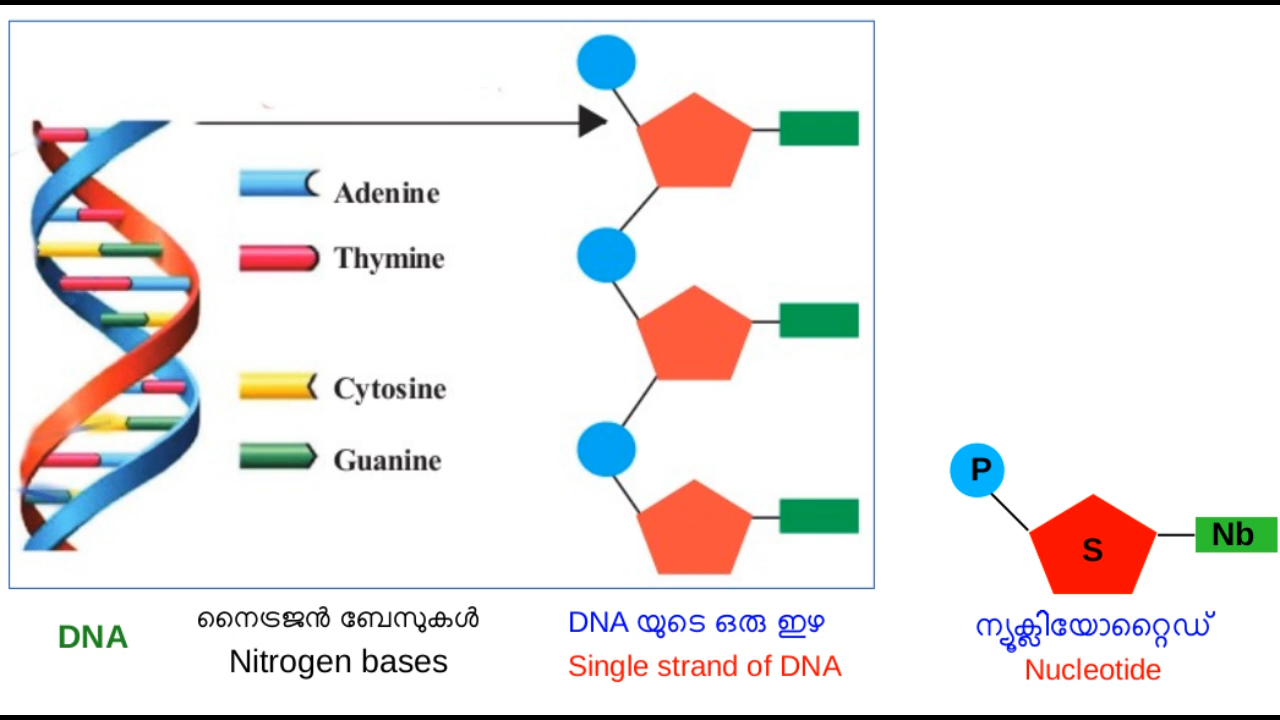 Adenine
Thymine
Cytosine
Guanine
P
S
Nb
DNA
നൈട്രജൻ ബേസുകൾ
Nitrogen bases
DNA യുടെ ഒരു ഇഴ
Single strand of DNA
ന്യൂക്ലിയോറ്റൈഡ്
Nucleotide